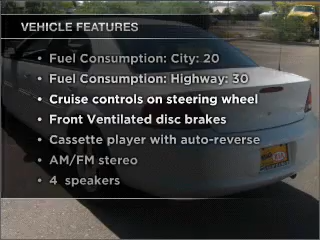 VEHICLE FEATURES
• Fuel Consumption: City: 20
• Fuel Consumption: Highway: 30
• Cruise controls on steering wheel
• Front Ventilated disc brakes
• Cassette player with auto-reverse
• AM/FM stereo
• 4 speakers